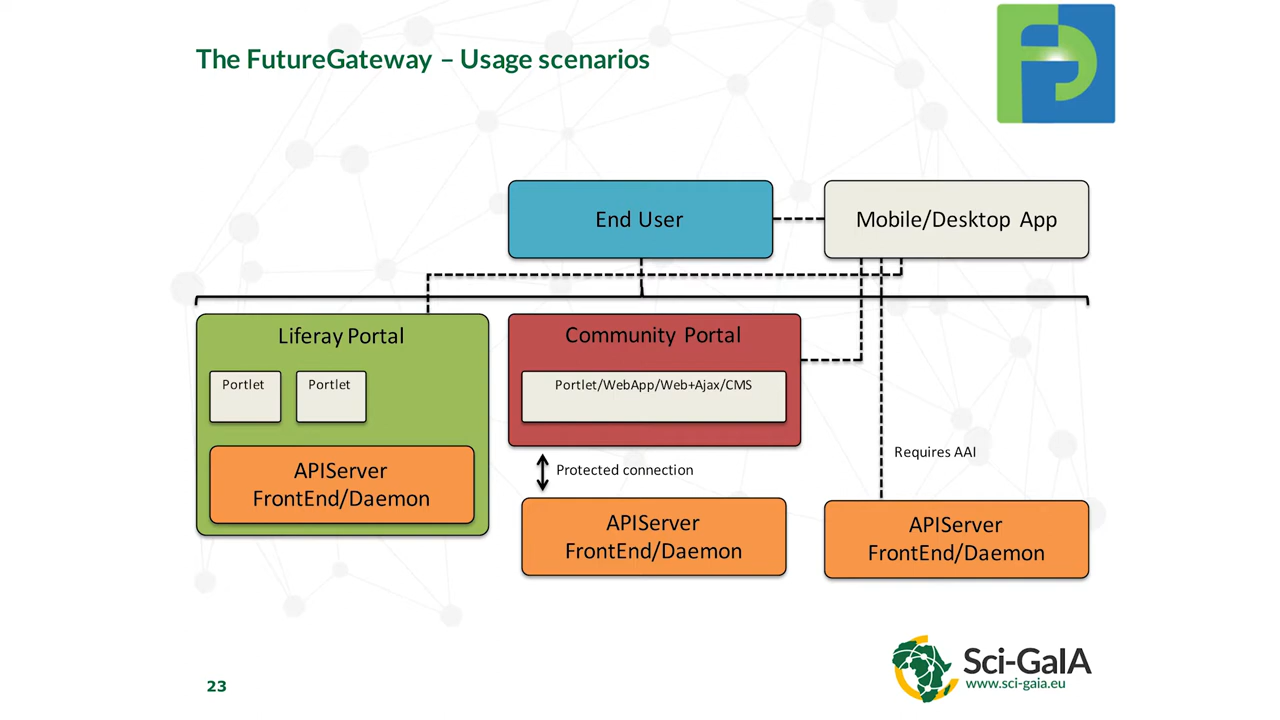 The FutureGateway – Usage scenarios
End User
Mobile/Desktop App
Liferay Portal
Portlet
Portlet
APIServer
FrontEnd/Daemon
Community Portal
Portlet/WebApp/Web+Ajax/CMS
Protected connection
APIServer
FrontEnd/Daemon
Requires AAI
APIServer
FrontEnd/Daemon
23
Sci-GaIA
www.sci-gaia.eu